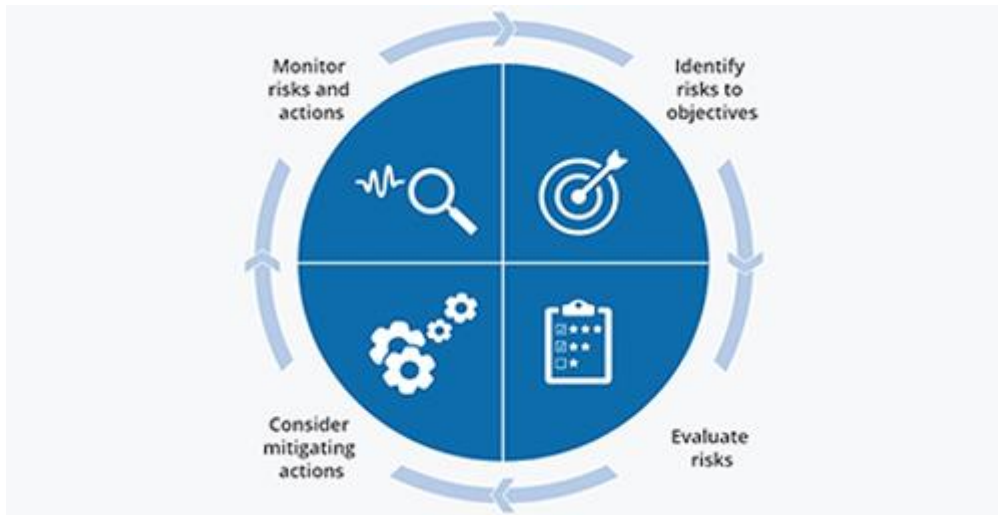 Monitor
risks and
actions
Identify
risks to
objectives
Consider
mitigating
actions
Evaluate
risks